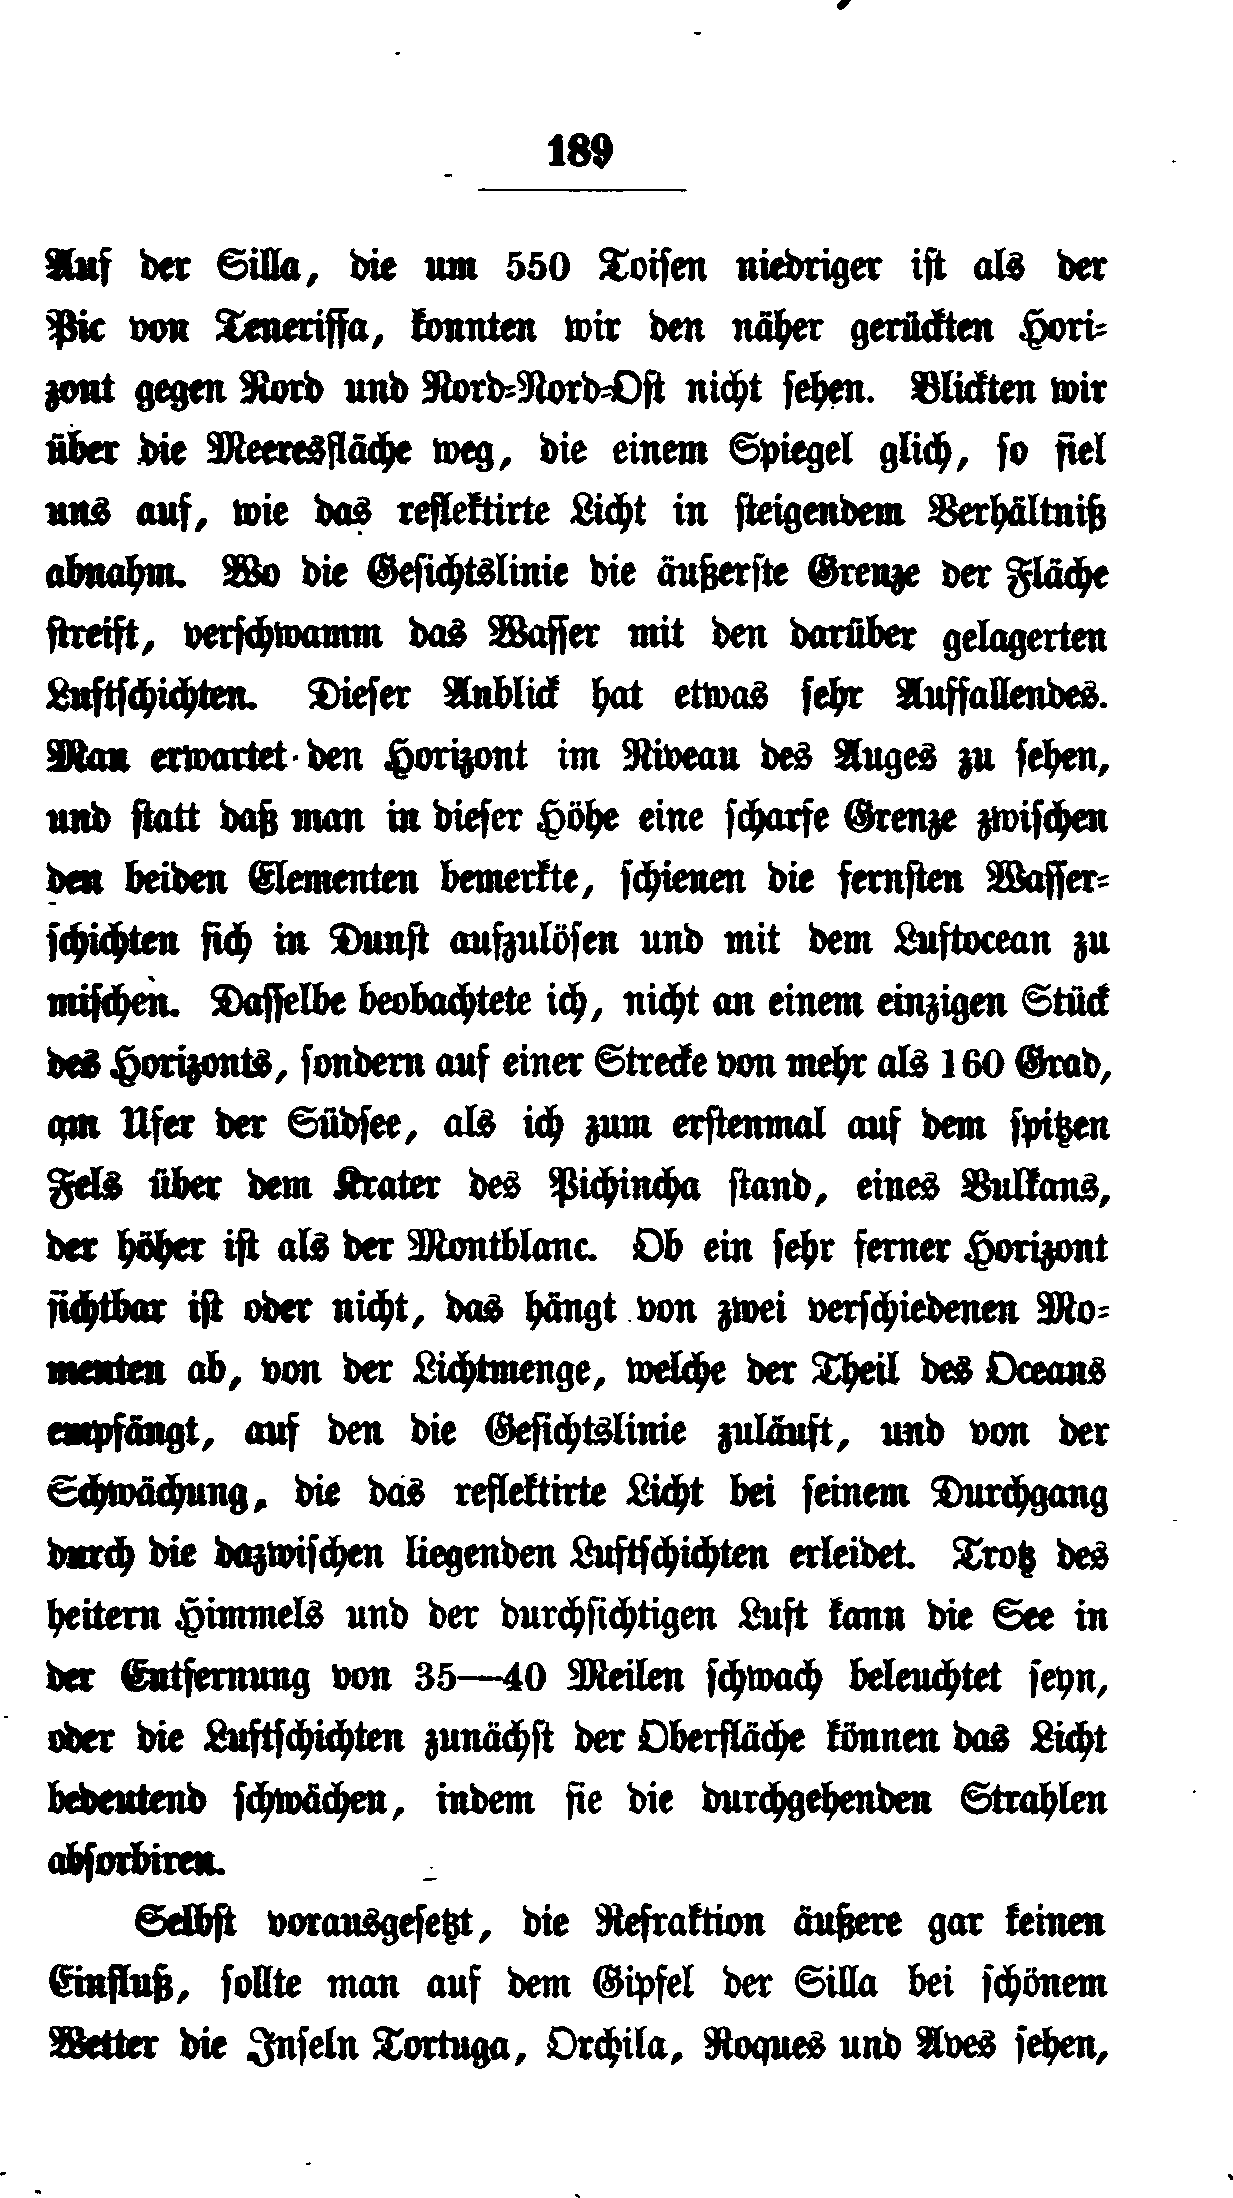 189
Auf der Silla, die um 550 Toisen niedriger ist als der
Pic von Teneriffa, konnten wir den näher gerückten Hori-
zont gegen Nord und Nord-Nord-Ost nicht sehen. Blickten wir
über die Meeresfläche weg, die einem Spiegel glich, so fiel
uns auf, wie das reflektirte Licht in steigendem Verhältniß
abnahm. Wo die Gesichtslinie die äußerste Grenze der Fläche
streift, verschwamm das Wasser mit den darüber gelagerten
Luftschichten. Dieser Anblick hat etwas sehr Auffallendes.
Man erwartet den Horizont im Niveau des Auges zu sehen,
und statt daß man in dieser Höhe eine scharfe Grenze zwischen
den beiden Elementen bemerkte, schienen die fernsten Wasser-
schichten sich in Dunst aufzulösen und mit dem Luftocean zu
mischen. Dasselbe beobachtete ich, nicht an einem einzigen Stück
des Horizonts, sondern auf einer Strecke von mehr als 160 Grad,
am Ufer der Südsee, als ich zum erstenmal auf dem spitzen
Fels über dem Krater des Pichincha stand, eines Vulkans,
der höher ist als der Montblanc. Ob ein sehr ferner Horizont
sichtbar ist oder nicht, das hängt von zwei verschiedenen Mo-
menten ab, von der Lichtmenge, welche der Theil des Oceans
empfängt, auf den die Gesichtslinie zuläuft, und von der
Schwächung, die das reflektirte Licht bei seinem Durchgang
durch die dazwischen liegenden Luftschichten erleidet. Trotz des
heitern Himmels und der durchsichtigen Luft kann die See in
der Entfernung von 35—40 Meilen schwach beleuchtet seyn,
oder die Luftschichten zunächst der Oberfläche können das Licht
bedeutend schwächen, indem sie die durchgehenden Strahlen
absorbiren.
Selbst vorausgesetzt, die Refraktion äußere gar keinen
Einfluß, sollte man auf dem Gipfel der Silla bei schönem
Wetter die Inseln Tortuga, Orchila, Roques und Aves sehen,